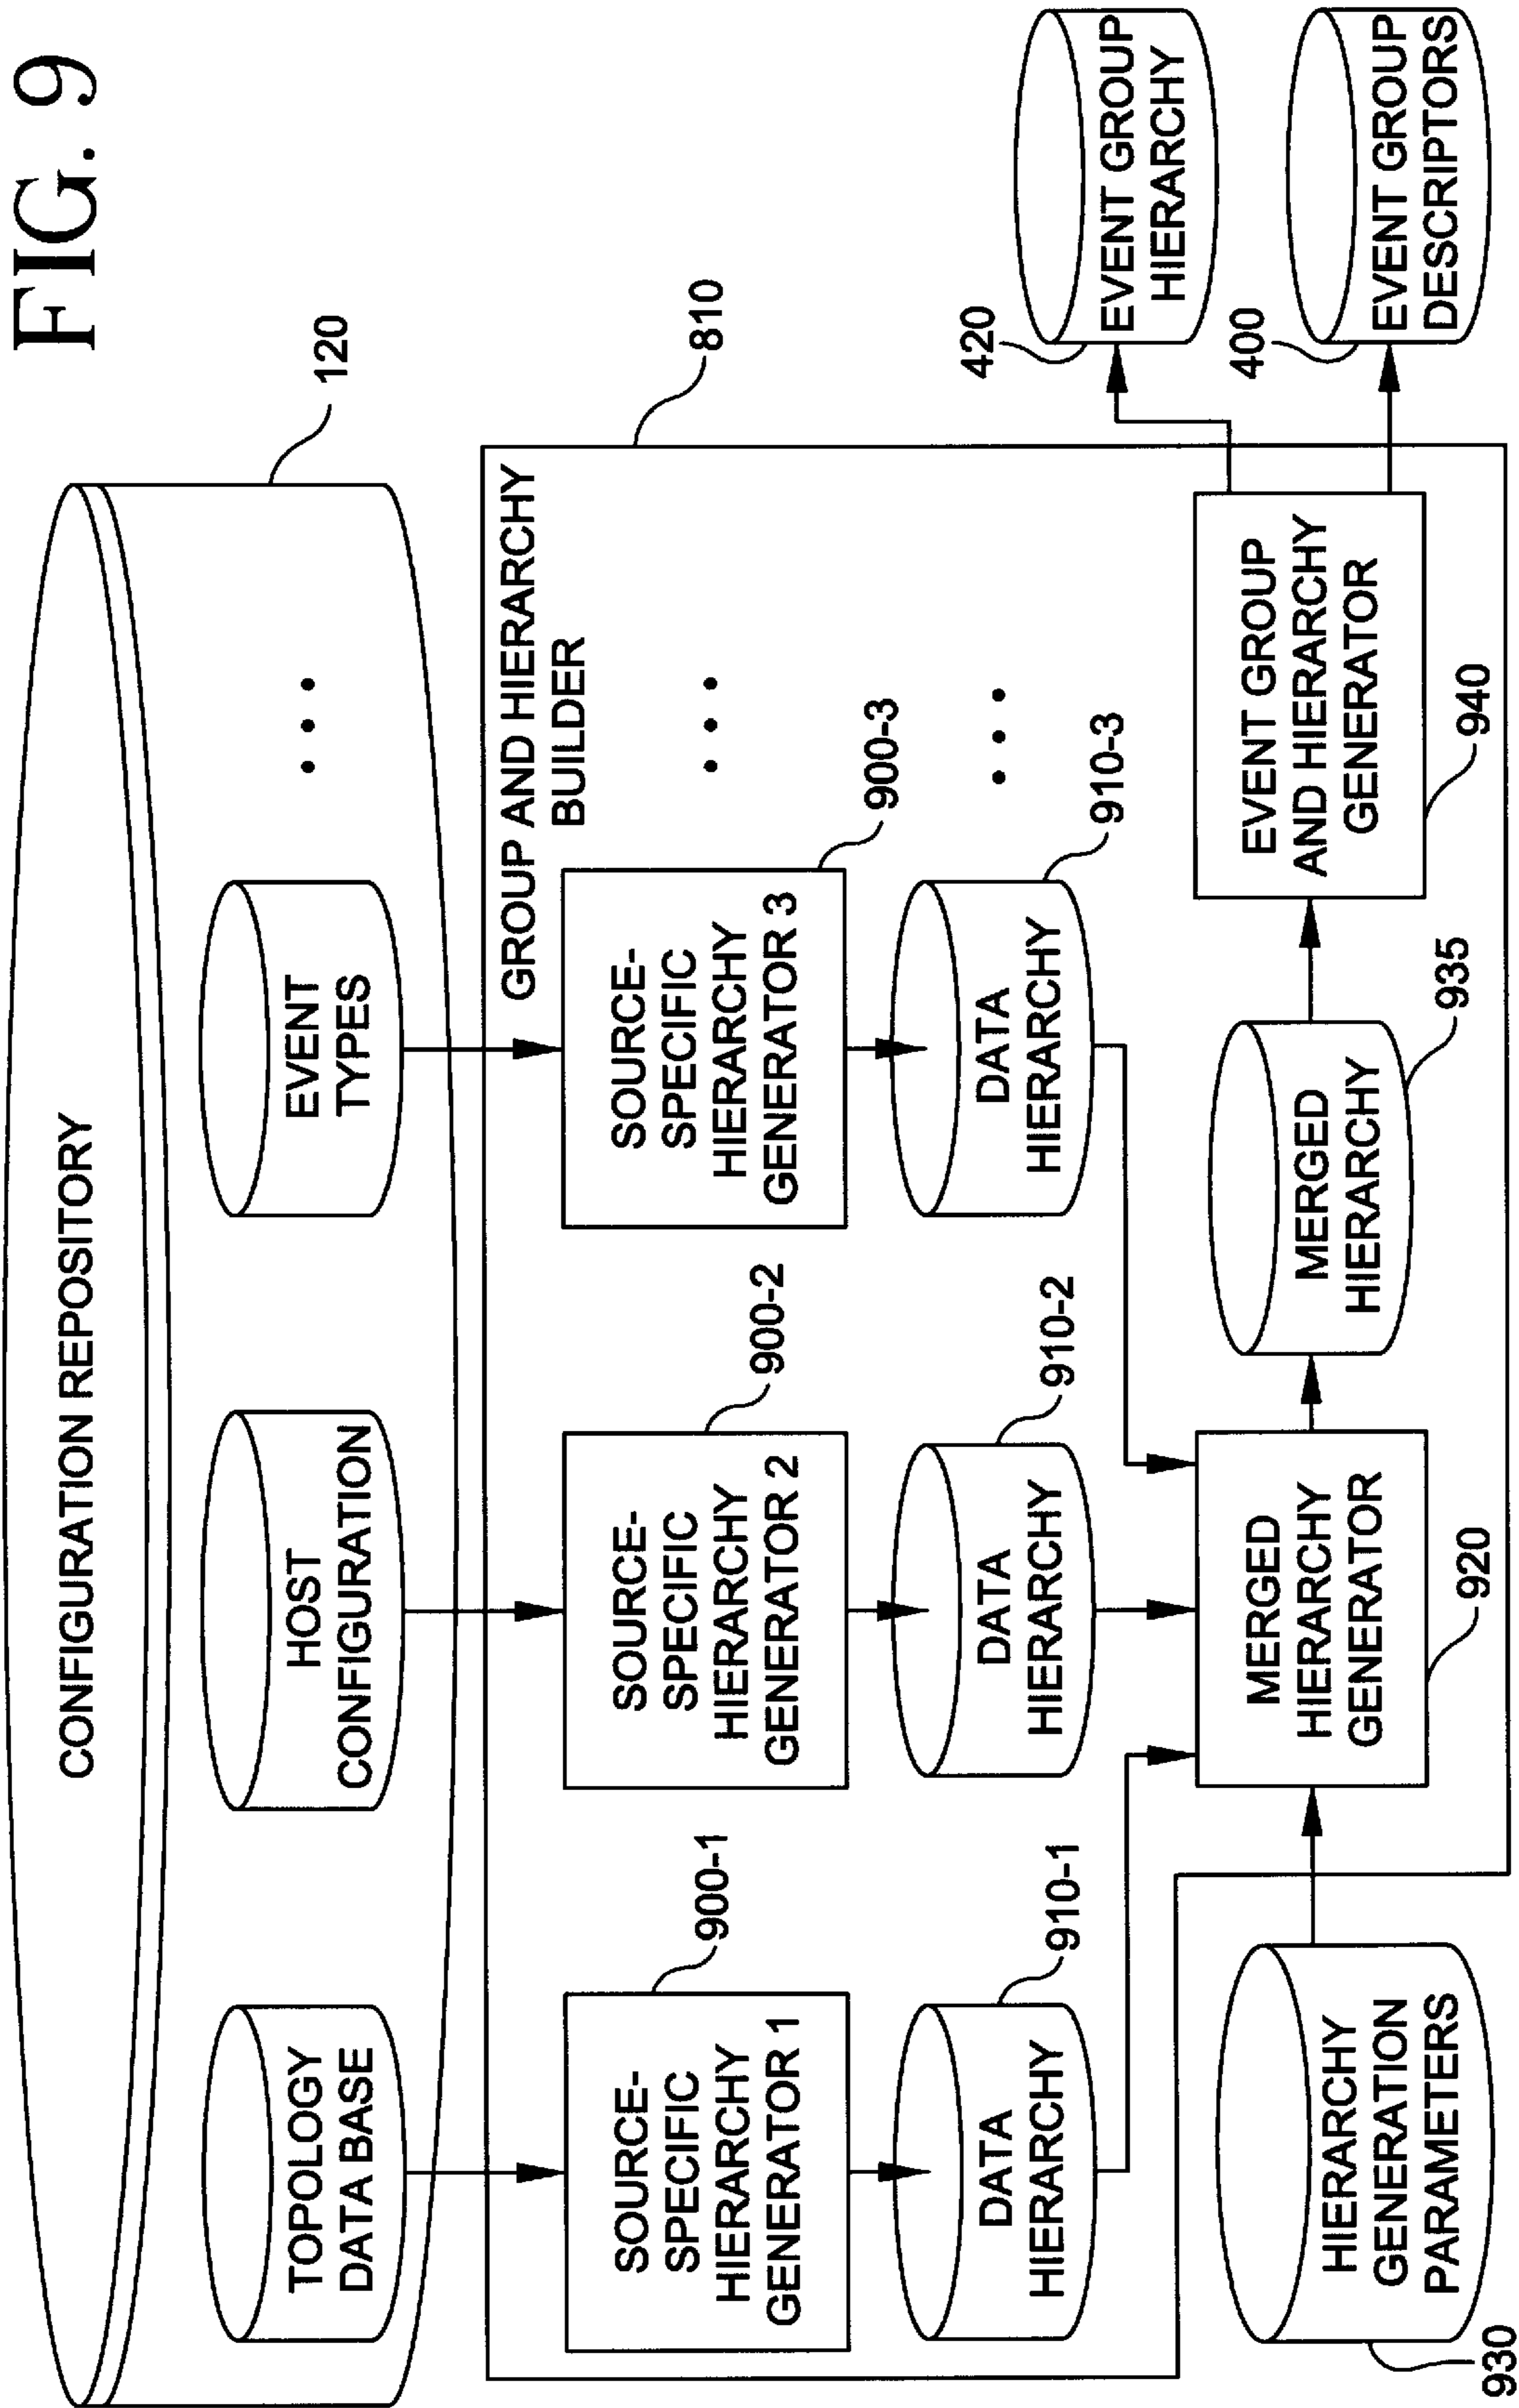 FIG. 9
CONFIGURATION REPOSITORY
120
TOPOLOGY
DATA BASE
HOST
CONFIGURATION
EVENT
TYPES
...
810
GROUP AND HIERARCHY
BUILDER
900-1
SOURCE-
SPECIFIC
HIERARCHY
GENERATOR 1
900-2
SOURCE-
SPECIFIC
HIERARCHY
GENERATOR 2
900-3
SOURCE-
SPECIFIC
HIERARCHY
GENERATOR 3
...
910-1
DATA
HIERARCHY
910-2
DATA
HIERARCHY
910-3
DATA
HIERARCHY
...
930
HIERARCHY
GENERATION
PARAMETERS
MERGED
HIERARCHY
GENERATOR
920
MERGED
HIERARCHY
935
EVENT GROUP
AND HIERARCHY
GENERATOR
940
420
EVENT GROUP
HIERARCHY
400
EVENT GROUP
DESCRIPTORS